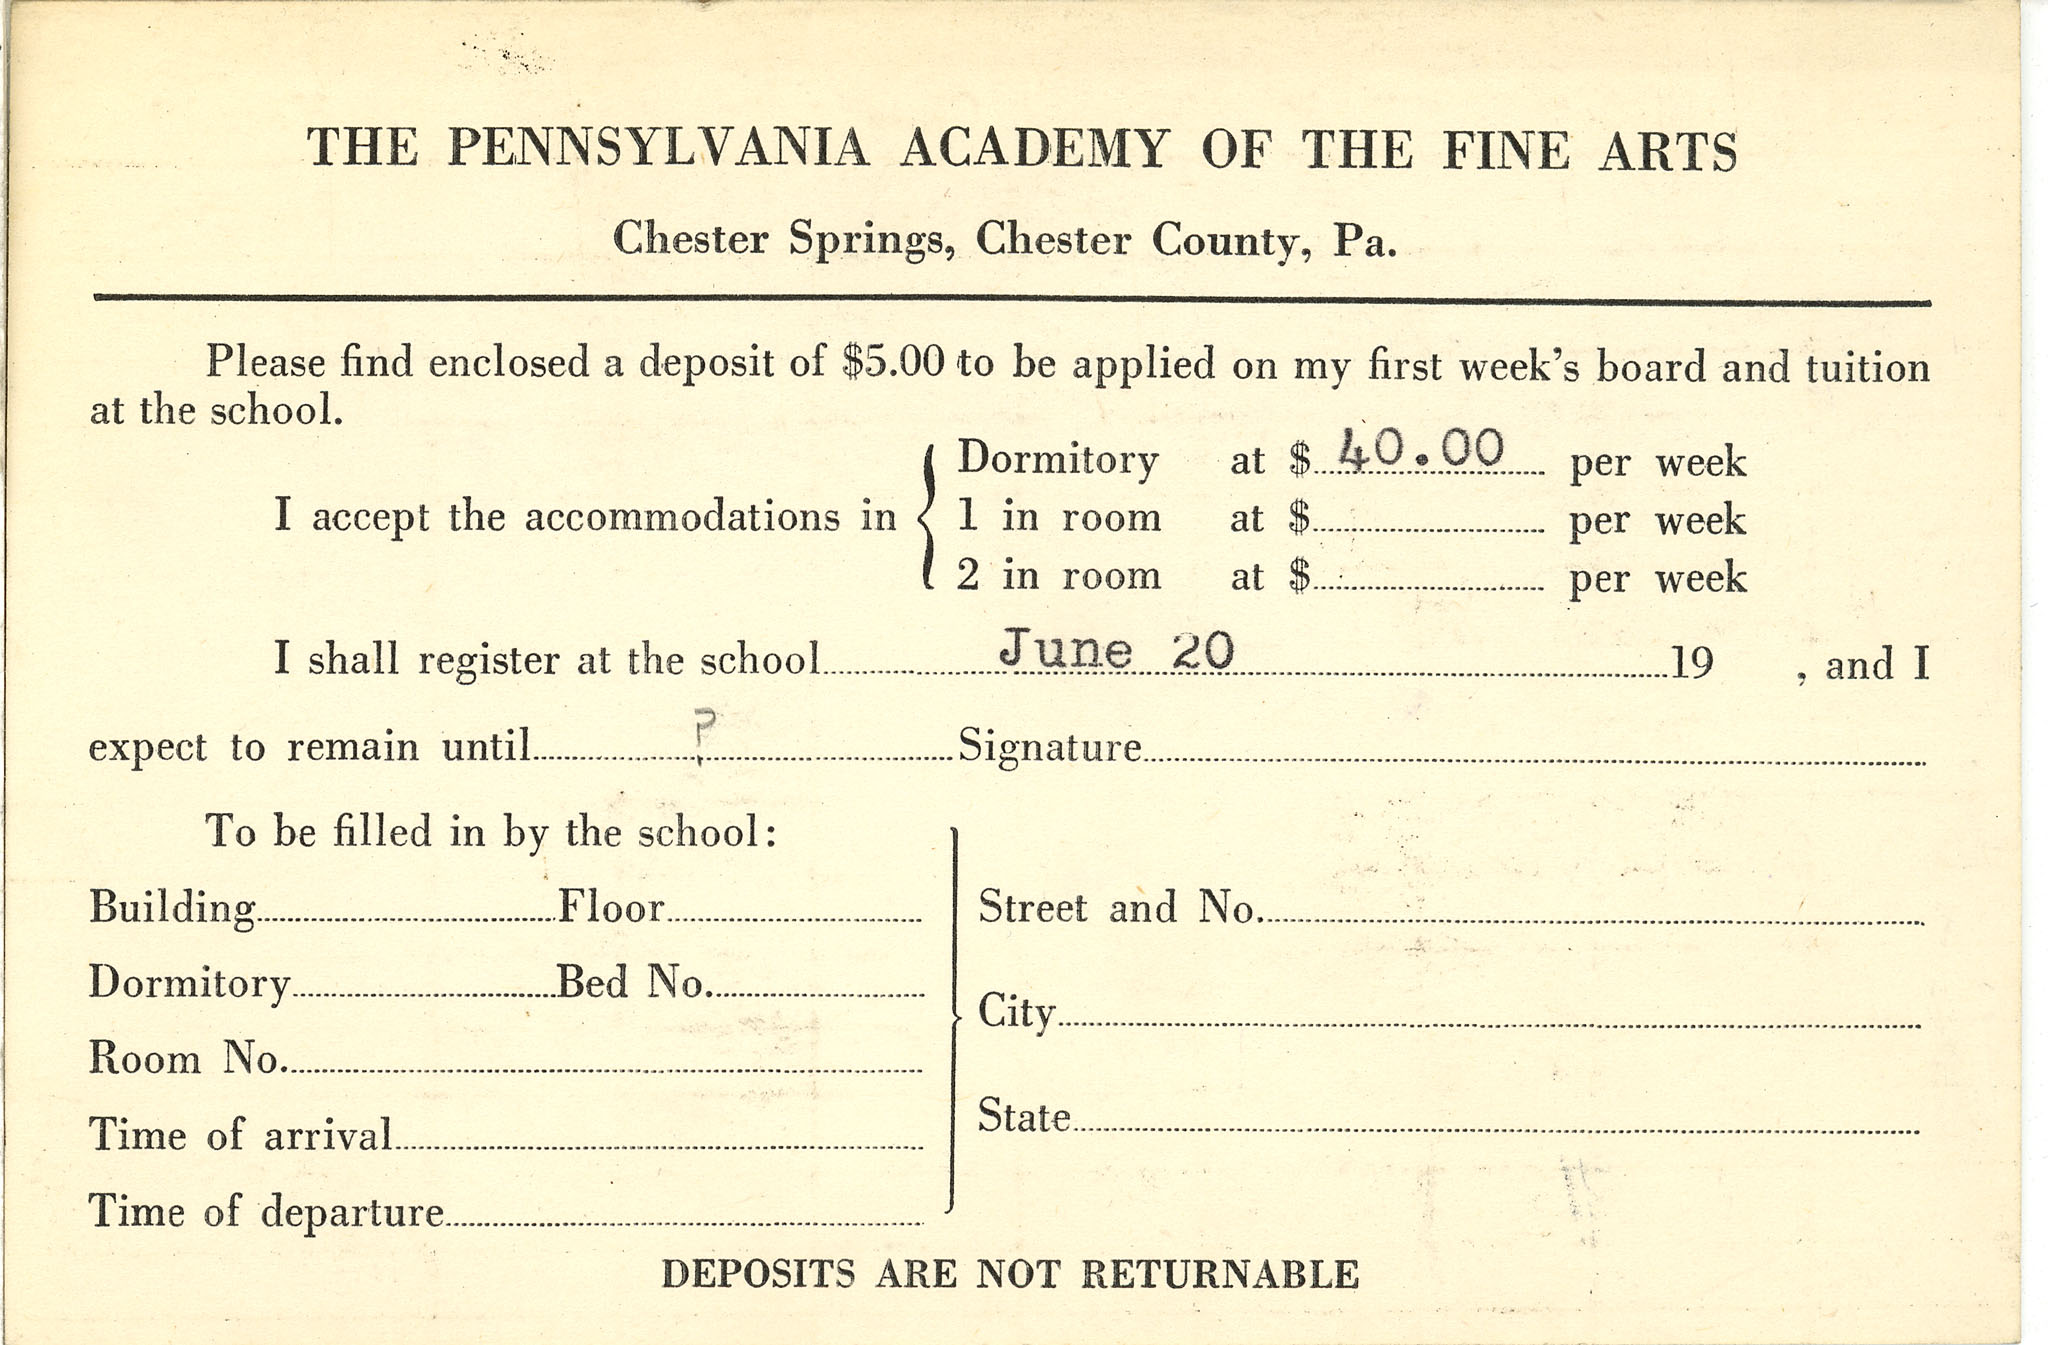 THE PENNSYLVANIA ACADEMY OF THE FINE ARTS
Chester Springs, Chester County, Pa.
Please find enclosed a deposit of $5.00 to be applied on my first week's board and tuition
at the school.
Dormitory at $ 40.00 per week
I accept the accommodations in { 1 in room at $ per week
2 in room at $ per week
I shall register at the school June 20 19 , and I
expect to remain until ? Signature
To be filled in by the school:
Building Floor
Dormitory Bed No.
Room No.
Time of arrival
Time of departure
Street and No.
City
State
DEPOSITS ARE NOT RETURNABLE